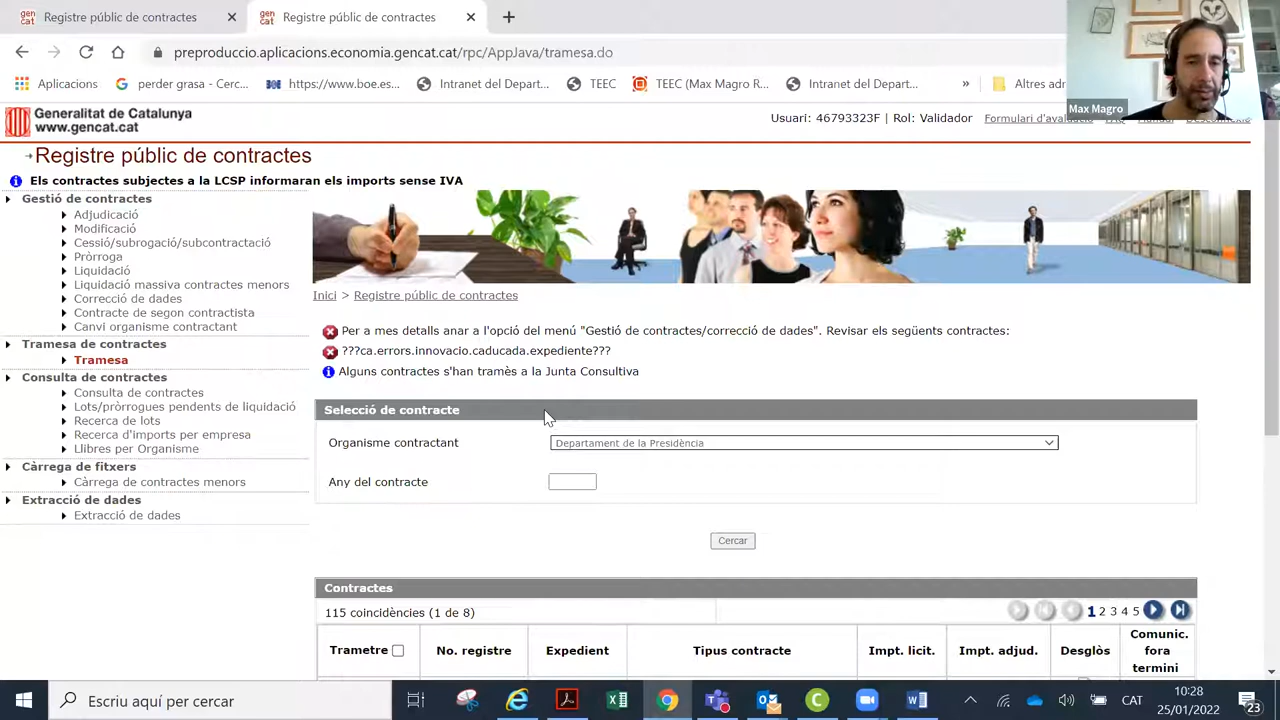 Registre públic de contractes
Registre públic de contractes
preproduccio.aplicacions.economia.gencat.cat/rpc/AppJava/tramesa.do
Aplicacions
perder grasa - Cerc...
https://www.boe.es...
Intranet del Depart...
TEEC
TEEC (Max Magro R...
Intranet del Depart...
»
Altres adr
Max Magro
Generalitat de Catalunya
www.gencat.cat
Usuari: 46793323F | Rol: Validador
Formulari d'avaluació
Registre públic de contractes
Els contractes subjectes a la LCSP informaran els imports sense IVA
Gestió de contractes
Adjudicació
Modificació
Cessió/subrogació/subcontractació
Pròrroga
Liquidació
Liquidació massiva contractes menors
Correcció de dades
Contracte de segon contractista
Canvi organisme contractant
Tramesa de contractes
Tramesa
Consulta de contractes
Consulta de contractes
Lots/pròrrogues pendents de liquidació
Recerca de lots
Recerca d'imports per empresa
Llibres per Organisme
Càrrega de fitxers
Càrrega de contractes menors
Extracció de dades
Extracció de dades
Inici > Registre públic de contractes
Per a mes detalls anar a l'opció del menú "Gestió de contractes/correcció de dades". Revisar els següents contractes:
???ca.errors.innovacio.caducada.expediente???
Alguns contractes s'han tramès a la Junta Consultiva
Selecció de contracte
Organisme contractant
Departament de la Presidència
Any del contracte
Cercar
Contractes
115 coincidències (1 de 8)
1 2 3 4 5
Trametre
No. registre
Expedient
Tipus contracte
Impt. licit.
Impt. adjud.
Desglòs
Comunic. fora termini
Escriu aquí per cercar
CAT
10:28
25/01/2022
23